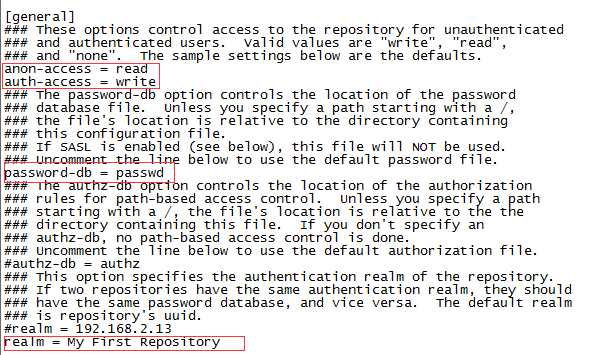 [general]
### These options control access to the repository for unauthenticated
### and authenticated users.  Valid values are "write", "read",
### and "none".  The sample settings below are the defaults.
anon-access = read
auth-access = write
### The password-db option controls the location of the password
### database file.  Unless you specify a path starting with a /,
### the file's location is relative to the directory containing
### this configuration file.
### If SASL is enabled (see below), this file will NOT be used.
### Uncomment the line below to use the default password file.
password-db = passwd
### The authz-db option controls the location of the authorization
### rules for path-based access control.  Unless you specify a path
### starting with a /, the file's location is relative to the the
### directory containing this file.  If you don't specify an
### authz-db, no path-based access control is done.
### Uncomment the line below to use the default authorization file.
#authz-db = authz
### This option specifies the authentication realm of the repository.
### If two repositories have the same authentication realm, they should
### have the same password database, and vice versa.  The default realm
### is repository's uuid.
#realm = 192.168.2.13
realm = My First Repository